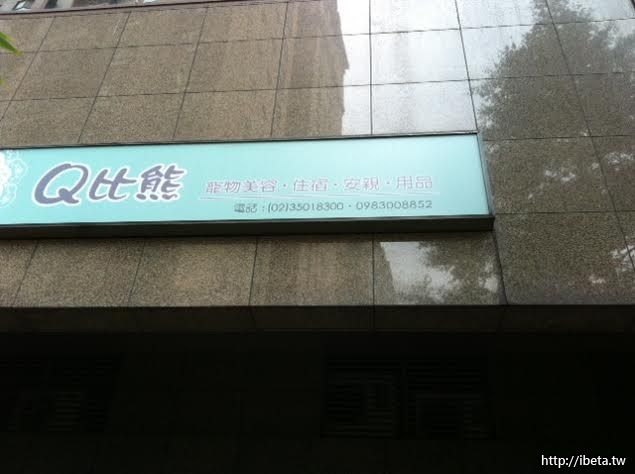 Q比熊
寵物美容・住宿・安親・用品
電話：(02)35018300・0983008852
http://ibeta.tw